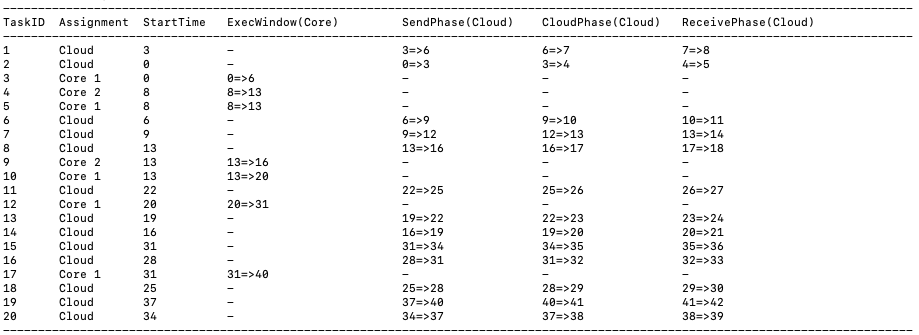 TaskID Assignment StartTime ExecWindow(Core) SendPhase(Cloud) CloudPhase(Cloud) ReceivePhase(Cloud)
1 Cloud 3 – 3=>6 6=>7 7=>8
2 Cloud 0 – 0=>3 3=>4 4=>5
3 Core 1 0 0=>6 – – –
4 Core 2 8 8=>13 – – –
5 Core 1 8 8=>13 – – –
6 Cloud 6 – 6=>9 9=>10 10=>11
7 Cloud 9 – 9=>12 12=>13 13=>14
8 Cloud 13 – 13=>16 16=>17 17=>18
9 Core 2 13 13=>16 – – –
10 Core 1 13 13=>20 – – –
11 Cloud 22 – 22=>25 25=>26 26=>27
12 Core 1 20 20=>31 – – –
13 Cloud 19 – 19=>22 22=>23 23=>24
14 Cloud 16 – 16=>19 19=>20 20=>21
15 Cloud 31 – 31=>34 34=>35 35=>36
16 Cloud 28 – 28=>31 31=>32 32=>33
17 Core 1 31 31=>40 – – –
18 Cloud 25 – 25=>28 28=>29 29=>30
19 Cloud 37 – 37=>40 40=>41 41=>42
20 Cloud 34 – 34=>37 37=>38 38=>39